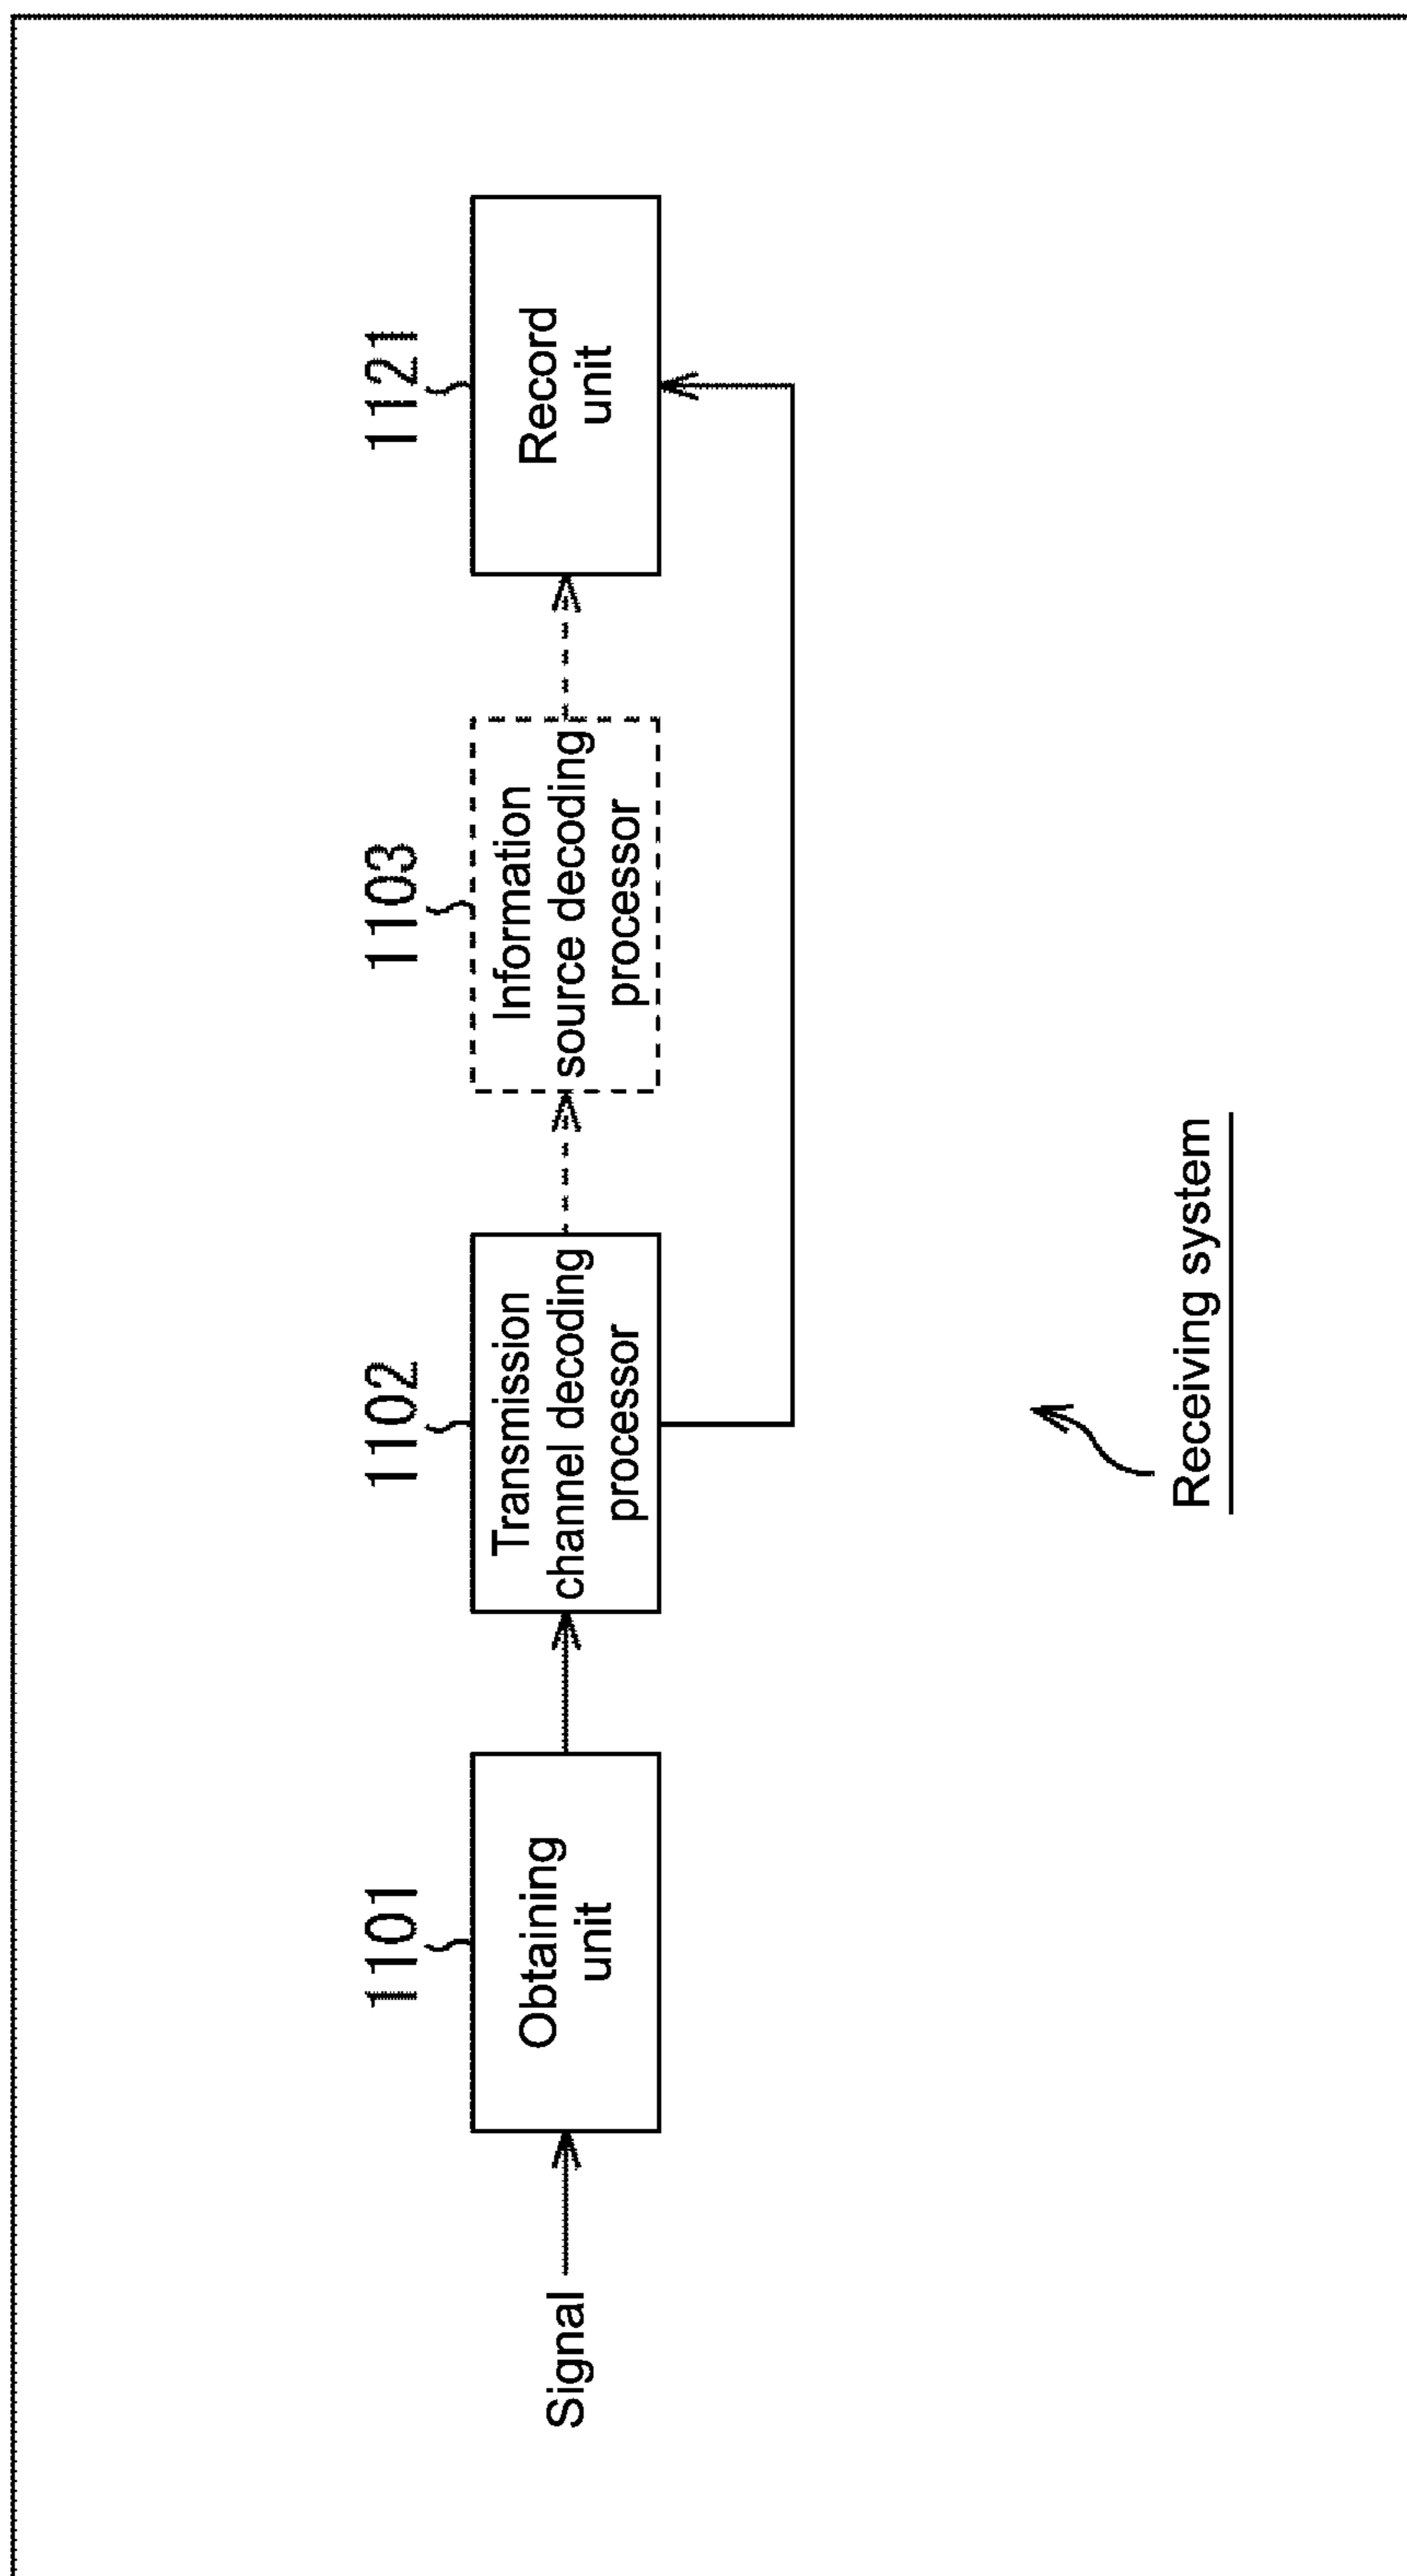 1101
1102
1103
1121
Signal
Obtaining
unit
Transmission
channel decoding
processor
Information
source decoding
processor
Record
unit
Receiving system